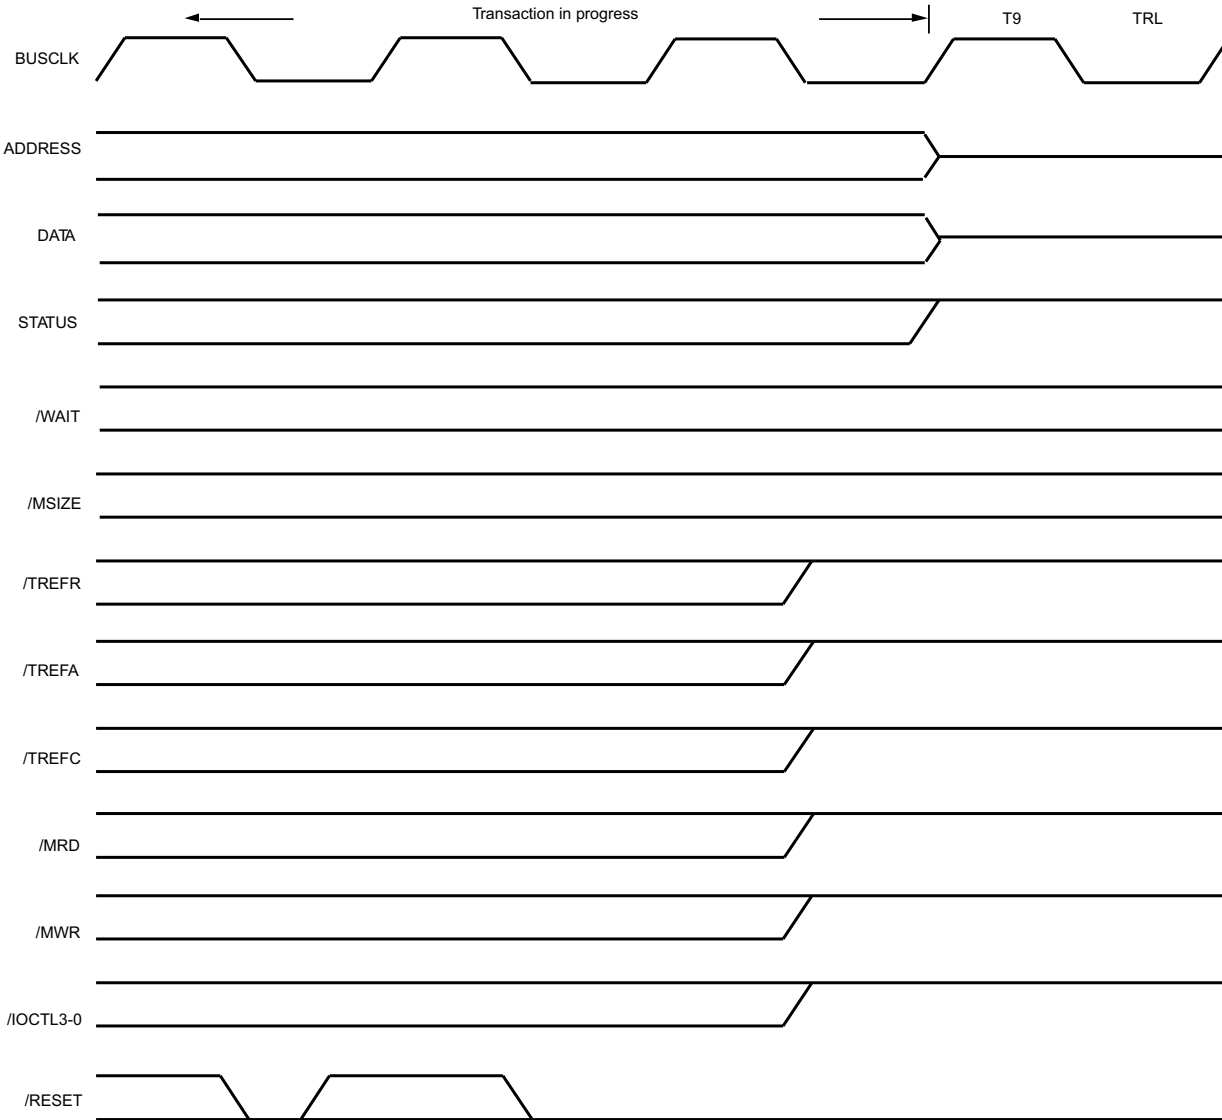 Transaction in progress T9 TRL
BUSCLK
ADDRESS
DATA
STATUS
/WAIT
/MSIZE
/TREFR
/TREFA
/TREFC
/MRD
/MWR
/IOCTL3-0
/RESET